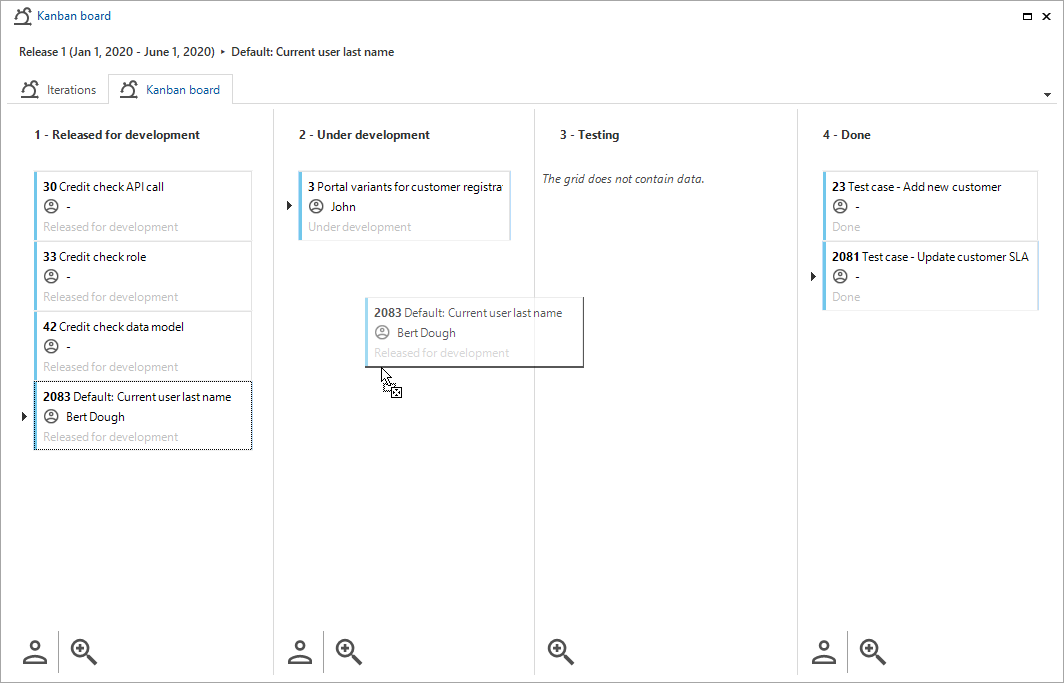 Kanban board
Release 1 (Jan 1, 2020 - June 1, 2020) ‣ Default: Current user last name
Iterations
Kanban board
1 - Released for development
30 Credit check API call
-
Released for development
33 Credit check role
-
Released for development
42 Credit check data model
-
Released for development
2083 Default: Current user last name
Bert Dough
Released for development
2 - Under development
3 Portal variants for customer registra
John
Under development
2083 Default: Current user last name
Bert Dough
Released for development
3 - Testing
The grid does not contain data.
4 - Done
23 Test case - Add new customer
-
Done
2081 Test case - Update customer SLA
-
Done